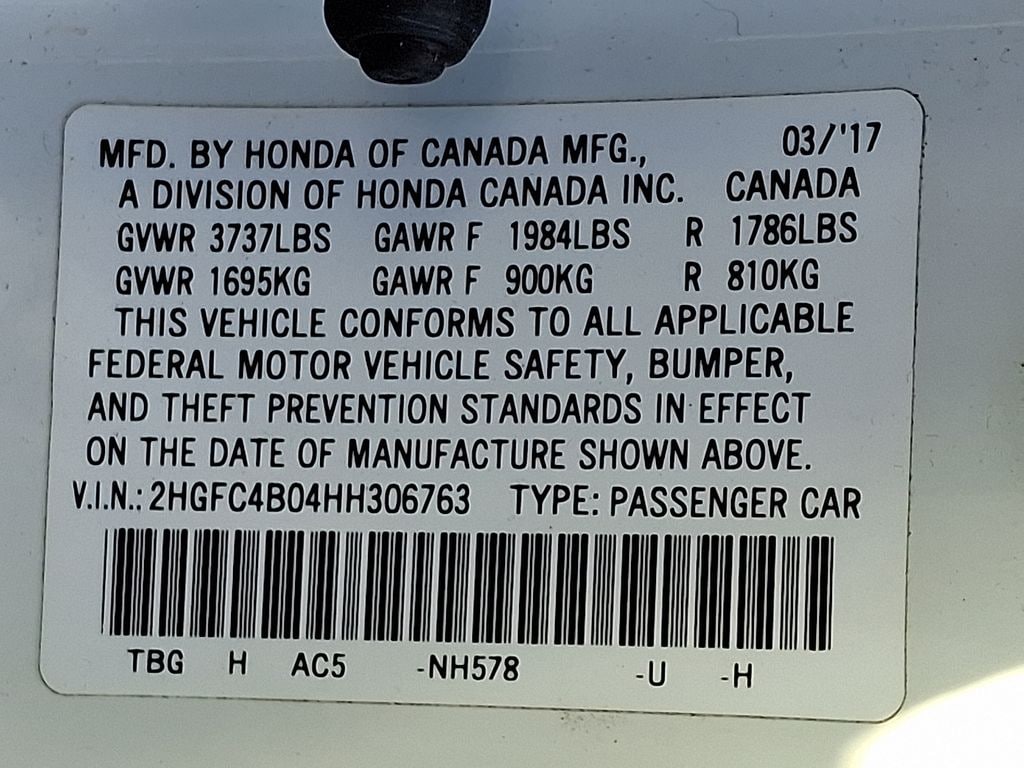 MFD. BY HONDA OF CANADA MFG., 03/'17
A DIVISION OF HONDA CANADA INC. CANADA
GVWR 3737LBS GAWR F 1984LBS R 1786LBS
GVWR 1695KG GAWR F 900KG R 810KG
THIS VEHICLE CONFORMS TO ALL APPLICABLE
FEDERAL MOTOR VEHICLE SAFETY, BUMPER,
AND THEFT PREVENTION STANDARDS IN EFFECT
ON THE DATE OF MANUFACTURE SHOWN ABOVE.
V.I.N.: 2HGFC4B04HH306763 TYPE: PASSENGER CAR
TBG H AC5 -NH578 -U -H